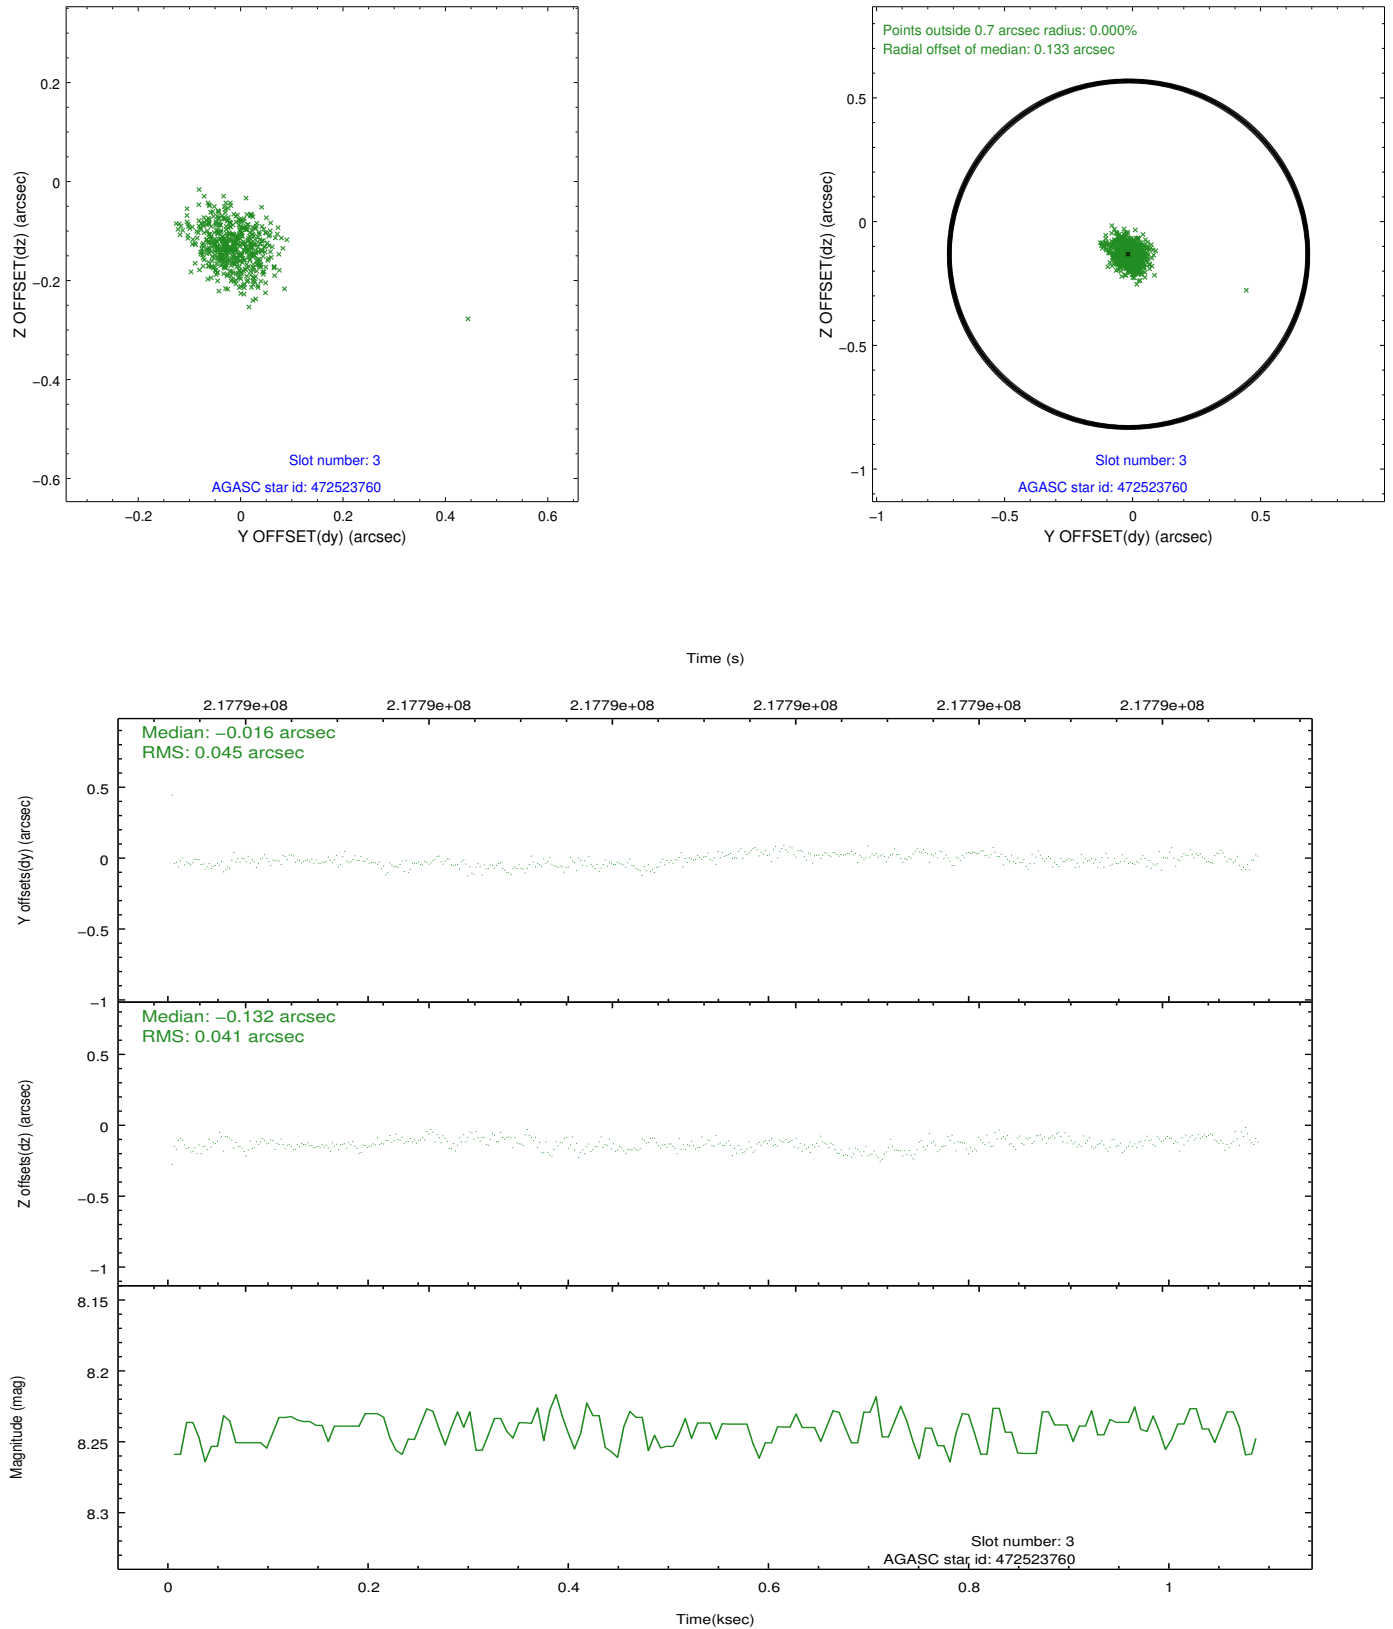 0.2
0
−0.2
−0.4
−0.6
Z OFFSET(dz) (arcsec)
Slot number: 3
AGASC star id: 472523760
−0.2
0
0.2
0.4
0.6
Y OFFSET(dy) (arcsec)
Points outside 0.7 arcsec radius: 0.000%
Radial offset of median: 0.133 arcsec
0.5
0
−0.5
−1
Z OFFSET(dz) (arcsec)
Slot number: 3
AGASC star id: 472523760
−1
−0.5
0
0.5
Y OFFSET(dy) (arcsec)
Time (s)
2.1779e+08
2.1779e+08
2.1779e+08
2.1779e+08
2.1779e+08
2.1779e+08
Median: −0.016 arcsec
RMS: 0.045 arcsec
0.5
0
−0.5
−1
Y offsets(dy) (arcsec)
Median: −0.132 arcsec
RMS: 0.041 arcsec
0.5
0
−0.5
−1
Z offsets(dz) (arcsec)
8.15
8.2
8.25
8.3
Magnitude (mag)
Slot number: 3
AGASC star id: 472523760
0
0.2
0.4
0.6
0.8
1
Time(ksec)